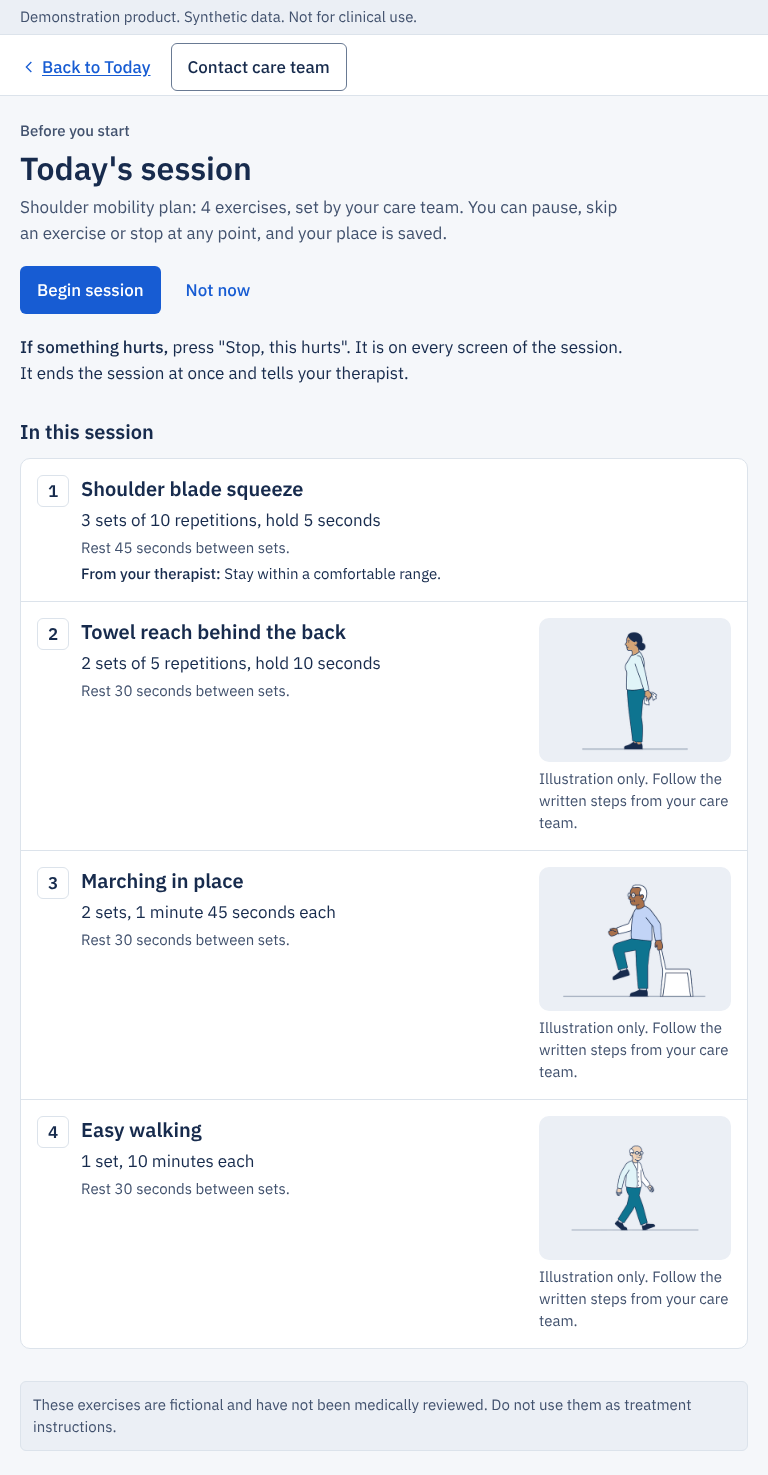 Demonstration product. Synthetic data. Not for clinical use.
Back to Today
Contact care team
Before you start
Today's session
Shoulder mobility plan: 4 exercises, set by your care team. You can pause, skip
an exercise or stop at any point, and your place is saved.
Begin session
Not now
If something hurts, press "Stop, this hurts". It is on every screen of the session.
It ends the session at once and tells your therapist.
In this session
1
Shoulder blade squeeze
3 sets of 10 repetitions, hold 5 seconds
Rest 45 seconds between sets.
From your therapist: Stay within a comfortable range.
2
Towel reach behind the back
2 sets of 5 repetitions, hold 10 seconds
Rest 30 seconds between sets.
Illustration only. Follow the
written steps from your care
team.
3
Marching in place
2 sets, 1 minute 45 seconds each
Rest 30 seconds between sets.
Illustration only. Follow the
written steps from your care
team.
4
Easy walking
1 set, 10 minutes each
Rest 30 seconds between sets.
Illustration only. Follow the
written steps from your care
team.
These exercises are fictional and have not been medically reviewed. Do not use them as treatment
instructions.